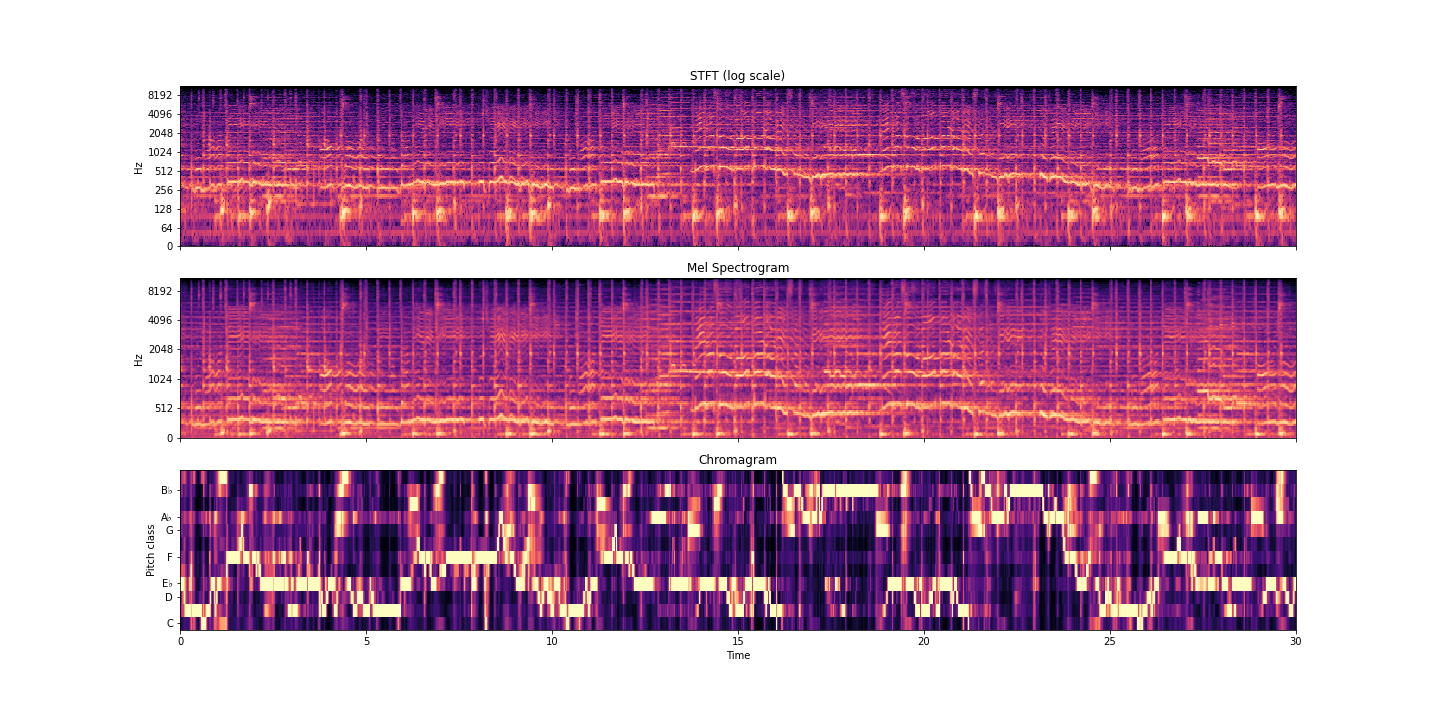 STFT (log scale)
8192
4096
2048
1024
512
256
128
64
0
Hz
Mel Spectrogram
8192
4096
2048
1024
512
0
Hz
Chromagram
B♭
A♭
G
F
E♭
D
C
Pitch class
0 5 10 15 20 25 30
Time